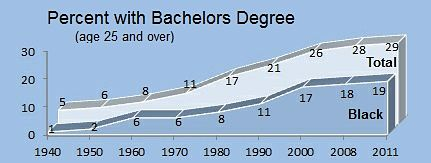 Percent with Bachelors Degree
(age 25 and over)
30
20
10
0
5 6 8 11 17 21 26 28 29
Total
1 2 6 6 8 11 17 18 19
Black
1940 1950 1960 1970 1980 1990 2000 2008 2011